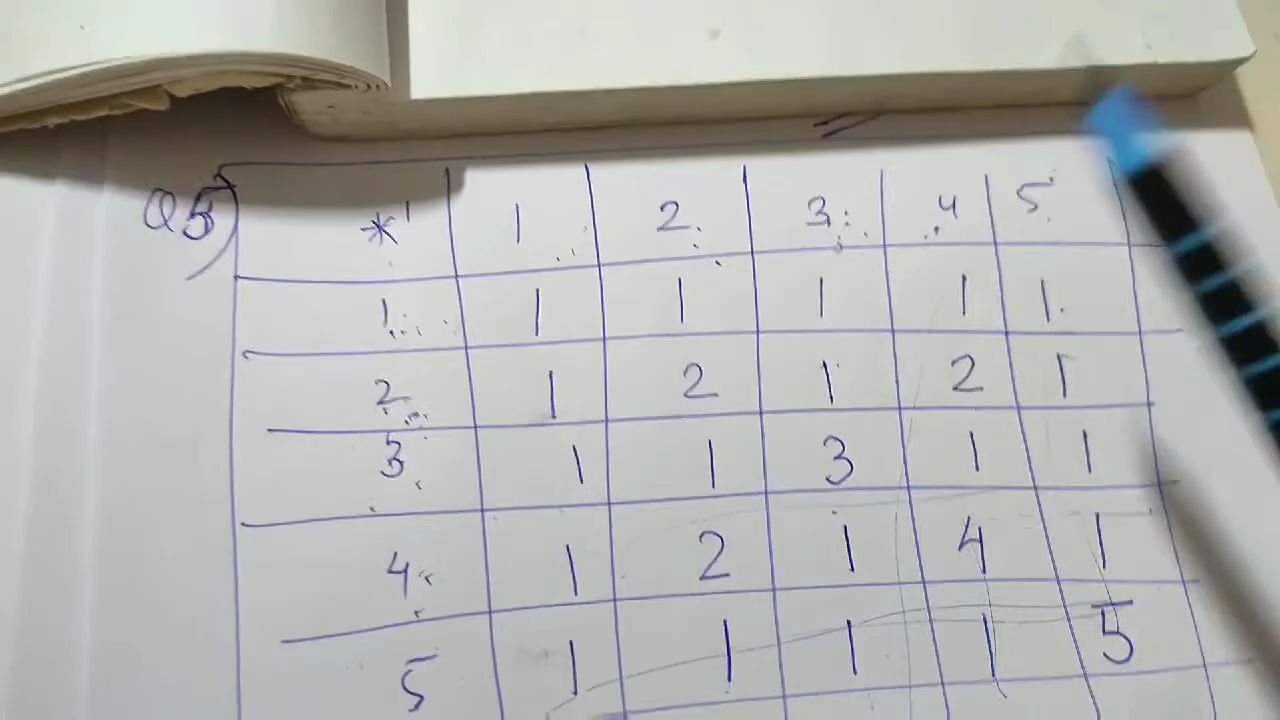 Q5)
*' 1 2 3 4 5
1 1 1 1 1 1
2 1 2 1 2 1
3 1 1 3 1 1
4 1 2 1 4 1
5 1 1 1 1 5